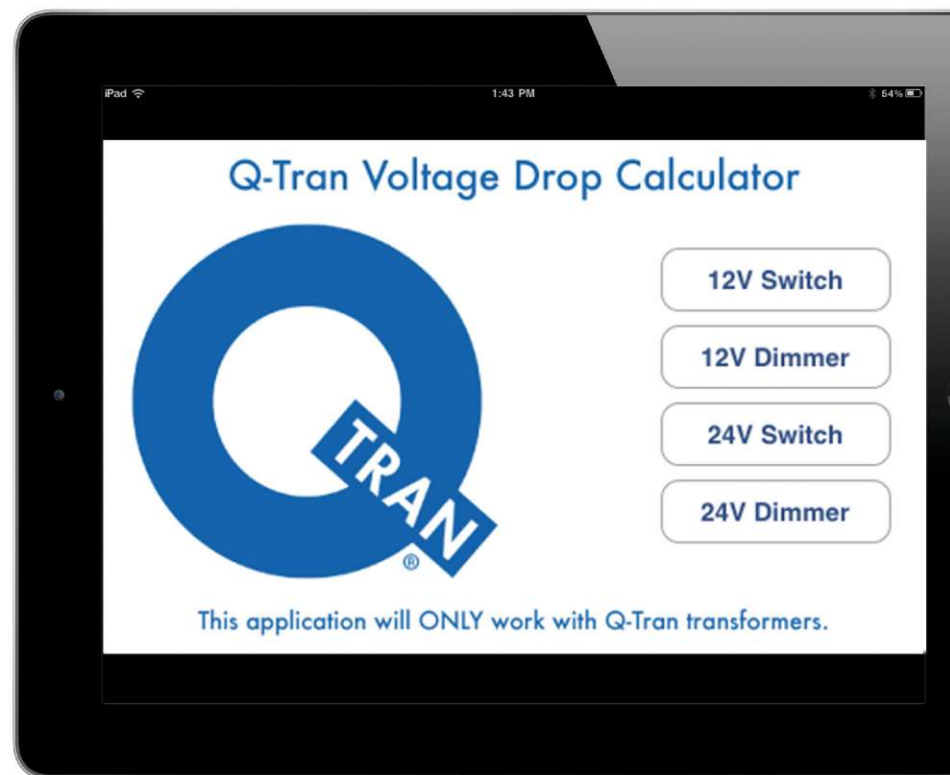 iPad
1:43 PM
54%
Q-Tran Voltage Drop Calculator
TRAN
®
12V Switch
12V Dimmer
24V Switch
24V Dimmer
This application will ONLY work with Q-Tran transformers.